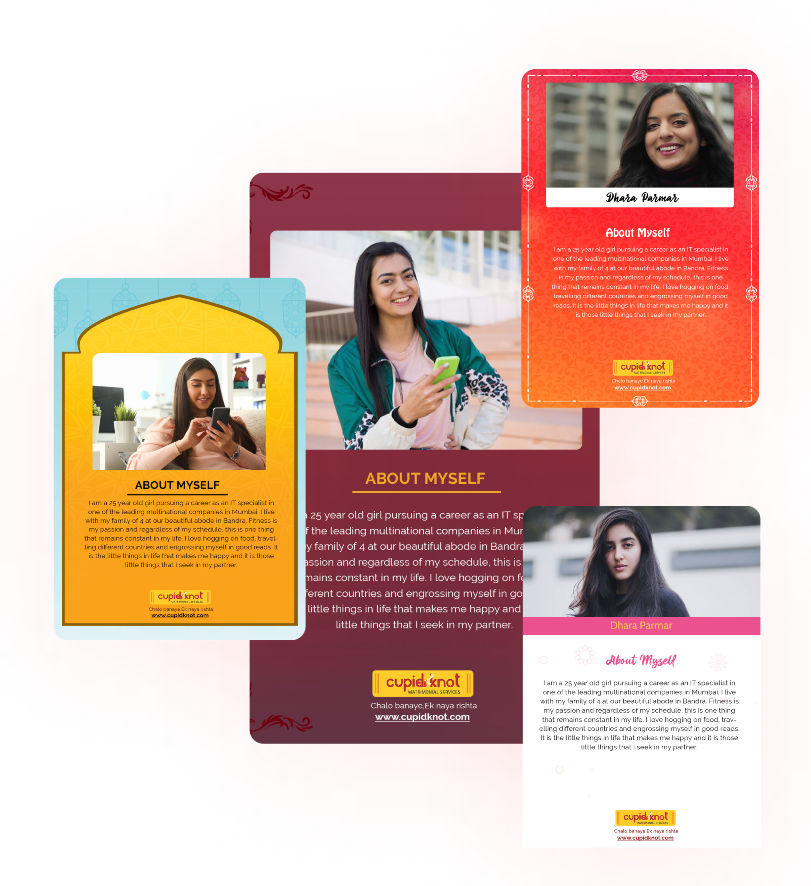 Dhara Parmar
About Myself
I am a 25 year old girl pursuing a career as an IT specialist in
one of the leading multinational companies in Mumbai. I live
with my family of 4 at our beautiful abode in Bandra. Fitness
is my passion and regardless of my schedule, this is one
thing that remains constant in my life. I love hogging on food,
travelling different countries and engrossing myself in good
reads. It is the little things in life that makes me happy and it
is those little things that I seek in my partner.
cupidknot
MATRIMONIAL SERVICES
Chalo banaye,Ek naya rishta
www.cupidknot.com
ABOUT MYSELF
I am a 25 year old girl pursuing a career as an IT specialist in
one of the leading multinational companies in Mumbai. I live
with my family of 4 at our beautiful abode in Bandra. Fitness is
my passion and regardless of my schedule, this is one thing
that remains constant in my life. I love hogging on food, travel-
ling different countries and engrossing myself in good reads. It
is the little things in life that makes me happy and it is those
little things that I seek in my partner.
cupidknot
MATRIMONIAL SERVICES
Chalo banaye,Ek naya rishta
www.cupidknot.com
ABOUT MYSELF
25 year old girl pursuing a career as an IT sp
f the leading multinational companies in Mum
y family of 4 at our beautiful abode in Bandra
assion and regardless of my schedule, this is
mains constant in my life. I love hogging on fo
ferent countries and engrossing myself in go
little things in life that makes me happy and
little things that I seek in my partner.
cupidknot
MATRIMONIAL SERVICES
Chalo banaye,Ek naya rishta
www.cupidknot.com
Dhara Parmar
About Myself
I am a 25 year old girl pursuing a career as an IT specialist in
one of the leading multinational companies in Mumbai. I live
with my family of 4 at our beautiful abode in Bandra. Fitness is
my passion and regardless of my schedule, this is one thing
that remains constant in my life. I love hogging on food, trav-
elling different countries and engrossing myself in good reads.
It is the little things in life that makes me happy and it is those
little things that I seek in my partner.
cupidknot
MATRIMONIAL SERVICES
Chalo banaye,Ek naya rishta
www.cupidknot.com